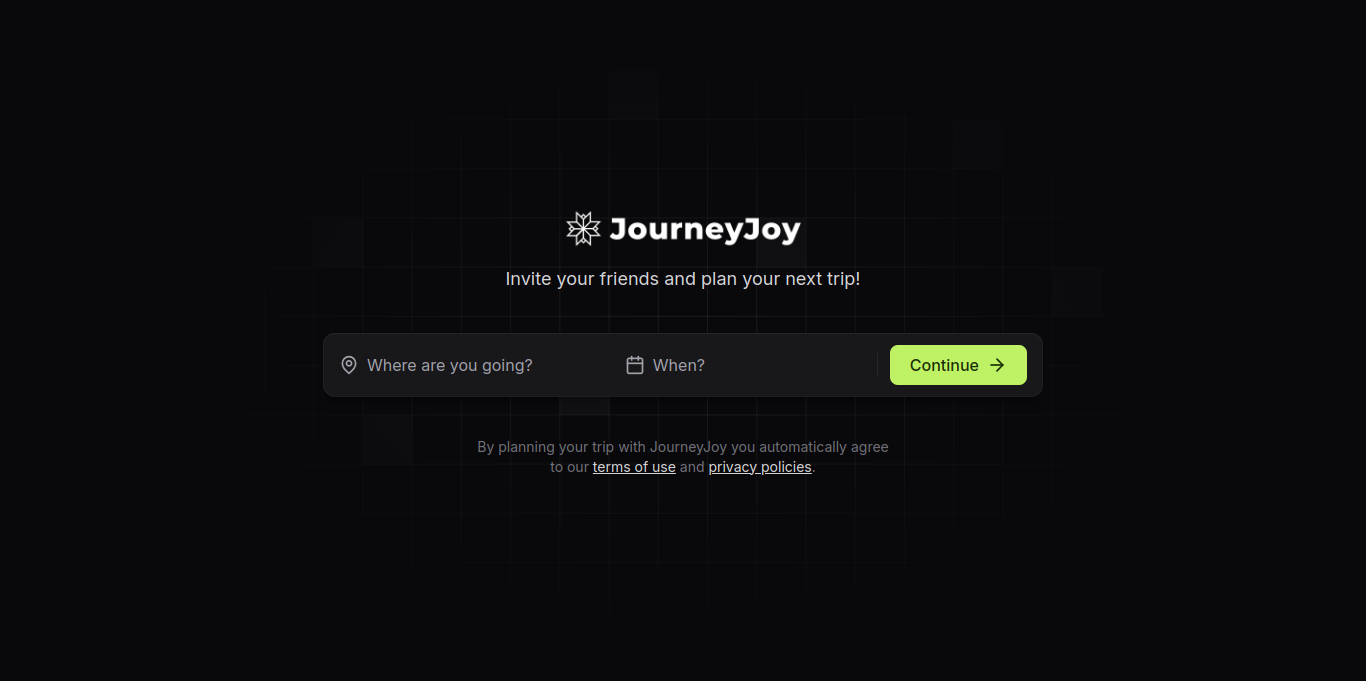 JourneyJoy
Invite your friends and plan your next trip!
Where are you going?
When?
Continue
By planning your trip with JourneyJoy you automatically agree
to our terms of use and privacy policies.